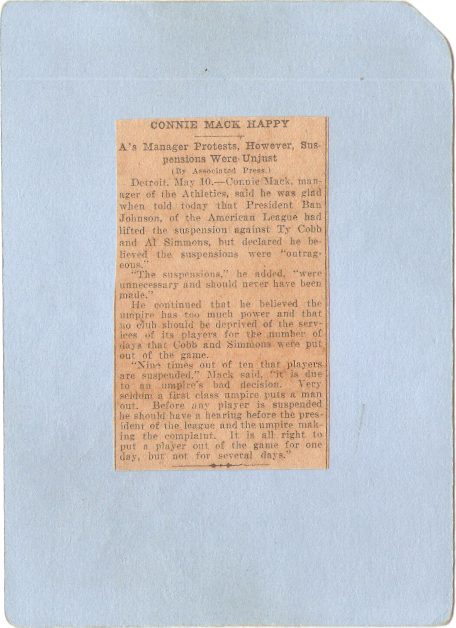 CONNIE MACK HAPPY
A's Manager Protests, However, Sus-
pensions Were Unjust
(By Associated Press.)
Detroit, May 10.—Connie Mack, man-
ager of the Athletics, said he was glad
when told today that President Ban
Johnson, of the American League had
lifted the suspension against Ty Cobb
and Al Simmons, but declared he be-
lieved the suspensions were "outrag-
eous."
"The suspensions," he added, "were
unnecessary and should never have been
made."
He continued that he believed the
umpire has too much power and that
no club should be deprived of the serv-
ices of its players for the number of
days that Cobb and Simmons were put
out of the game.
"Nine times out of ten that players
are suspended," Mack said, "it is due
to an umpire's bad decision. Very
seldom a first class umpire puts a man
out. Before any player is suspended
he should have a hearing before the pres-
ident of the league and the umpire mak-
ing the complaint. It is all right to
put a player out of the game for one
day, but not for several days."